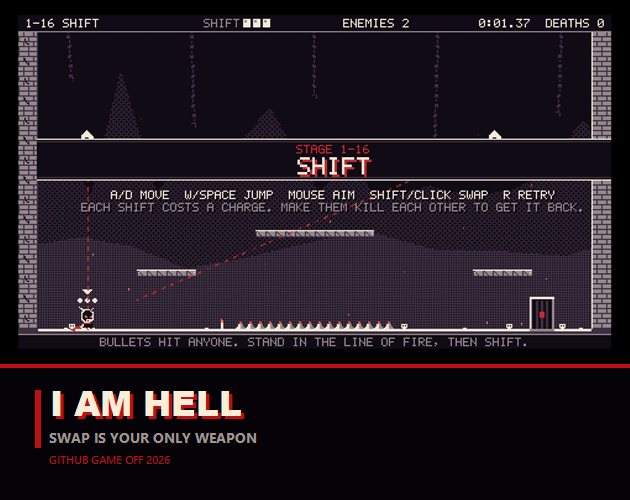 1-16 SHIFT SHIFT ENEMIES 2 0:01.37 DEATHS 0
STAGE 1-16
SHIFT
A/D MOVE W/SPACE JUMP MOUSE AIM SHIFT/CLICK SWAP R RETRY
EACH SHIFT COSTS A CHARGE. MAKE THEM KILL EACH OTHER TO GET IT BACK.
BULLETS HIT ANYONE. STAND IN THE LINE OF FIRE, THEN SHIFT.
I AM HELL
SWAP IS YOUR ONLY WEAPON
GITHUB GAME OFF 2026